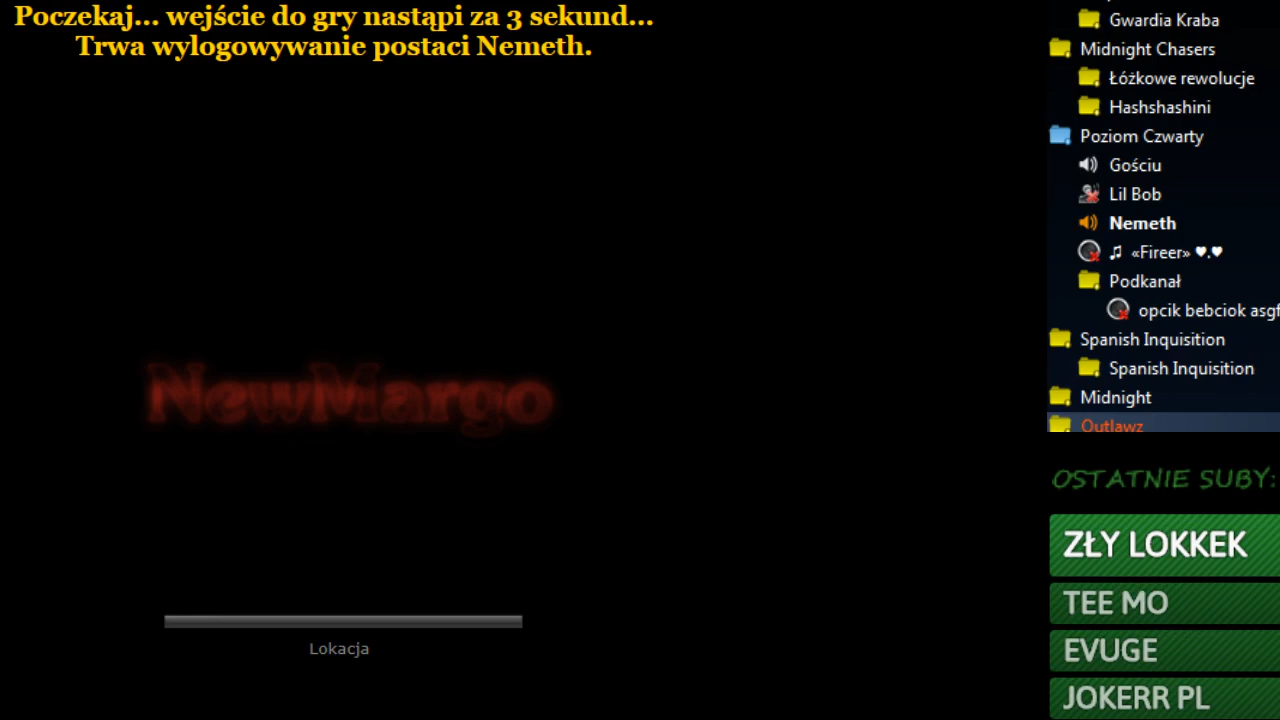 Poczekaj... wejście do gry nastąpi za 3 sekund...
Trwa wylogowywanie postaci Nemeth.
NewMargo
Lokacja
Gwardia Kraba
Midnight Chasers
Łóżkowe rewolucje
Hashshashini
Poziom Czwarty
Gościu
Lil Bob
Nemeth
♫ «Fireer» ♥.♥
Podkanał
opcik bebciok asgf
Spanish Inquisition
Spanish Inquisition
Midnight
Outlawz
OSTATNIE SUBY:
ZŁY LOKKEK
TEE MO
EVUGE
JOKERR PL